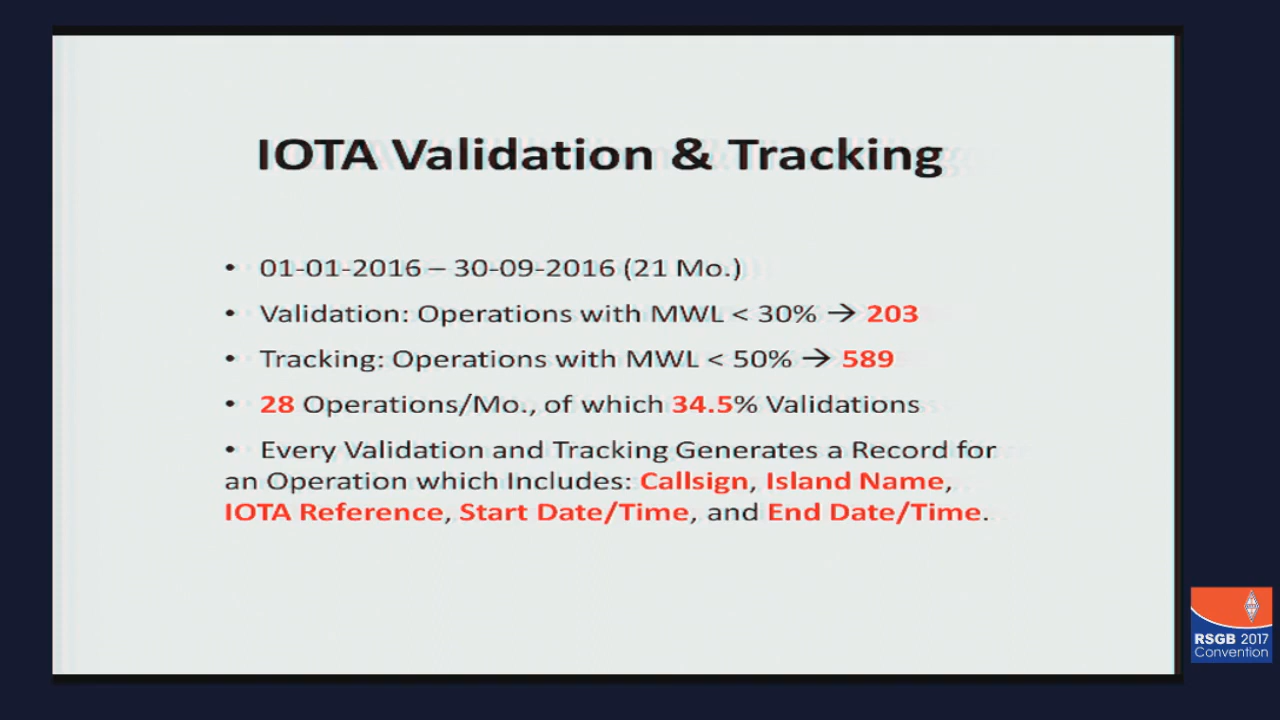 IOTA Validation & Tracking
• 01-01-2016 – 30-09-2016 (21 Mo.)
• Validation: Operations with MWL < 30% → 203
• Tracking: Operations with MWL < 50% → 589
• 28 Operations/Mo., of which 34.5% Validations
• Every Validation and Tracking Generates a Record for
an Operation which Includes: Callsign, Island Name,
IOTA Reference, Start Date/Time, and End Date/Time.
RSGB 2017
Convention